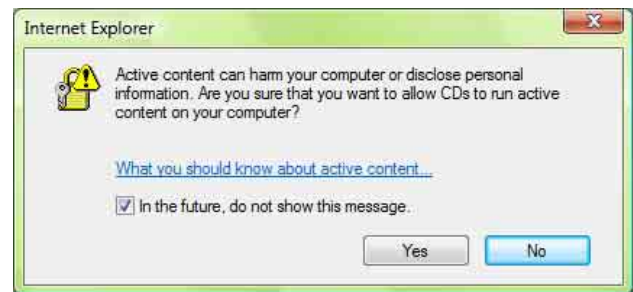 Internet Explorer
Active content can harm your computer or disclose personal
information. Are you sure that you want to allow CDs to run active
content on your computer?
What you should know about active content...
In the future, do not show this message.
Yes No